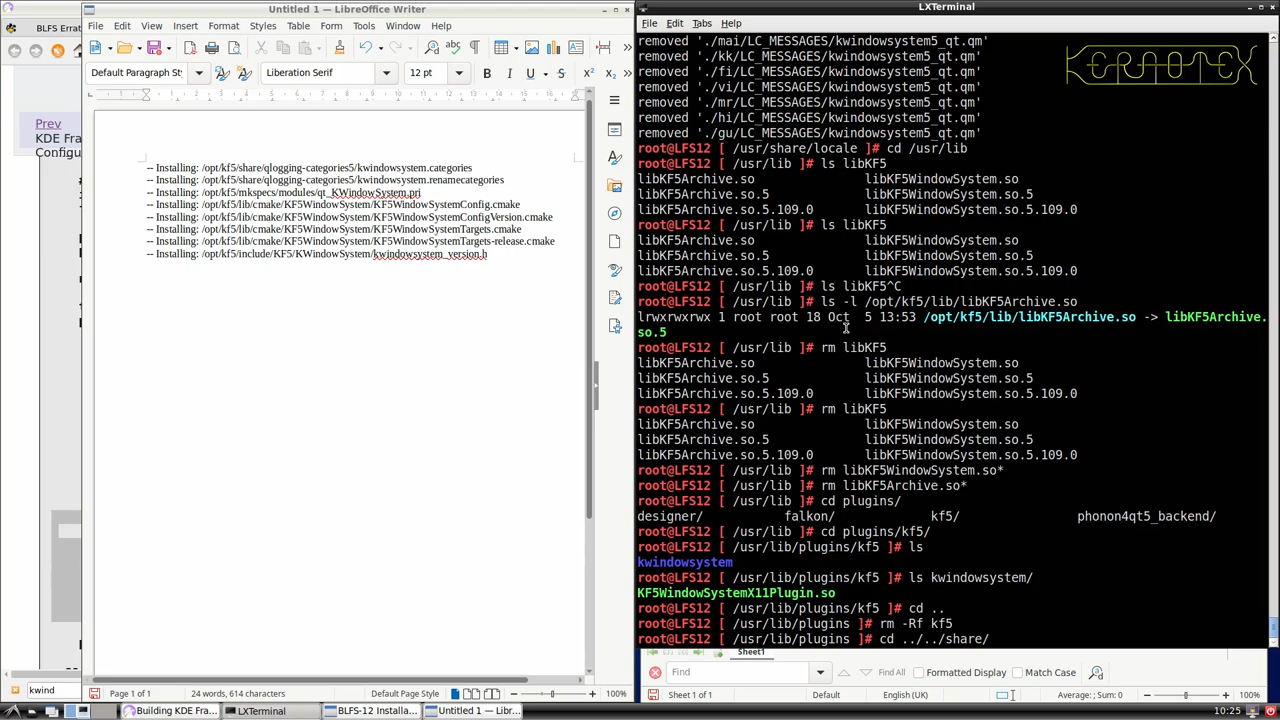 Untitled 1 — LibreOffice Writer
LXTerminal
BLFS Errat
File Edit View Insert Format Styles Table Form Tools Window Help
File Edit Tabs Help
Default Paragraph St
Liberation Serif
12 pt
Prev
KDE Fra
Configu
-- Installing: /opt/kf5/share/qlogging-categories5/kwindowsystem.categories
-- Installing: /opt/kf5/share/qlogging-categories5/kwindowsystem.renamecategories
-- Installing: /opt/kf5/mkspecs/modules/qt_KWindowSystem.pri
-- Installing: /opt/kf5/lib/cmake/KF5WindowSystem/KF5WindowSystemConfig.cmake
-- Installing: /opt/kf5/lib/cmake/KF5WindowSystem/KF5WindowSystemConfigVersion.cmake
-- Installing: /opt/kf5/lib/cmake/KF5WindowSystem/KF5WindowSystemTargets.cmake
-- Installing: /opt/kf5/lib/cmake/KF5WindowSystem/KF5WindowSystemTargets-release.cmake
-- Installing: /opt/kf5/include/KF5/KWindowSystem/kwindowsystem_version.h
removed './mai/LC_MESSAGES/kwindowsystem5_qt.qm'
removed './kk/LC_MESSAGES/kwindowsystem5_qt.qm'
removed './fi/LC_MESSAGES/kwindowsystem5_qt.qm'
removed './vi/LC_MESSAGES/kwindowsystem5_qt.qm'
removed './mr/LC_MESSAGES/kwindowsystem5_qt.qm'
removed './hi/LC_MESSAGES/kwindowsystem5_qt.qm'
removed './gu/LC_MESSAGES/kwindowsystem5_qt.qm'
root@LFS12 [ /usr/share/locale ]# cd /usr/lib
root@LFS12 [ /usr/lib ]# ls libKF5
libKF5Archive.so libKF5WindowSystem.so
libKF5Archive.so.5 libKF5WindowSystem.so.5
libKF5Archive.so.5.109.0 libKF5WindowSystem.so.5.109.0
root@LFS12 [ /usr/lib ]# ls libKF5
libKF5Archive.so libKF5WindowSystem.so
libKF5Archive.so.5 libKF5WindowSystem.so.5
libKF5Archive.so.5.109.0 libKF5WindowSystem.so.5.109.0
root@LFS12 [ /usr/lib ]# ls libKF5^C
root@LFS12 [ /usr/lib ]# ls -l /opt/kf5/lib/libKF5Archive.so
lrwxrwxrwx 1 root root 18 Oct 5 13:53 /opt/kf5/lib/libKF5Archive.so -> libKF5Archive.
so.5
root@LFS12 [ /usr/lib ]# rm libKF5
libKF5Archive.so libKF5WindowSystem.so
libKF5Archive.so.5 libKF5WindowSystem.so.5
libKF5Archive.so.5.109.0 libKF5WindowSystem.so.5.109.0
root@LFS12 [ /usr/lib ]# rm libKF5
libKF5Archive.so libKF5WindowSystem.so
libKF5Archive.so.5 libKF5WindowSystem.so.5
libKF5Archive.so.5.109.0 libKF5WindowSystem.so.5.109.0
root@LFS12 [ /usr/lib ]# rm libKF5WindowSystem.so*
root@LFS12 [ /usr/lib ]# rm libKF5Archive.so*
root@LFS12 [ /usr/lib ]# cd plugins/
designer/ falkon/ kf5/ phonon4qt5_backend/
root@LFS12 [ /usr/lib ]# cd plugins/kf5/
root@LFS12 [ /usr/lib/plugins/kf5 ]# ls
kwindowsystem
root@LFS12 [ /usr/lib/plugins/kf5 ]# ls kwindowsystem/
KF5WindowSystemX11Plugin.so
root@LFS12 [ /usr/lib/plugins/kf5 ]# cd ..
root@LFS12 [ /usr/lib/plugins ]# rm -Rf kf5
root@LFS12 [ /usr/lib/plugins ]# cd ../../share/
Sheet1
Find
Find All Formatted Display Match Case
kwind
Page 1 of 1 24 words, 614 characters Default Page Style 100%
Sheet 1 of 1 Default English (UK) Average: ; Sum: 0 100%
Building KDE Fra... LXTerminal BLFS-12 Installa... Untitled 1 – Libr... 10:25